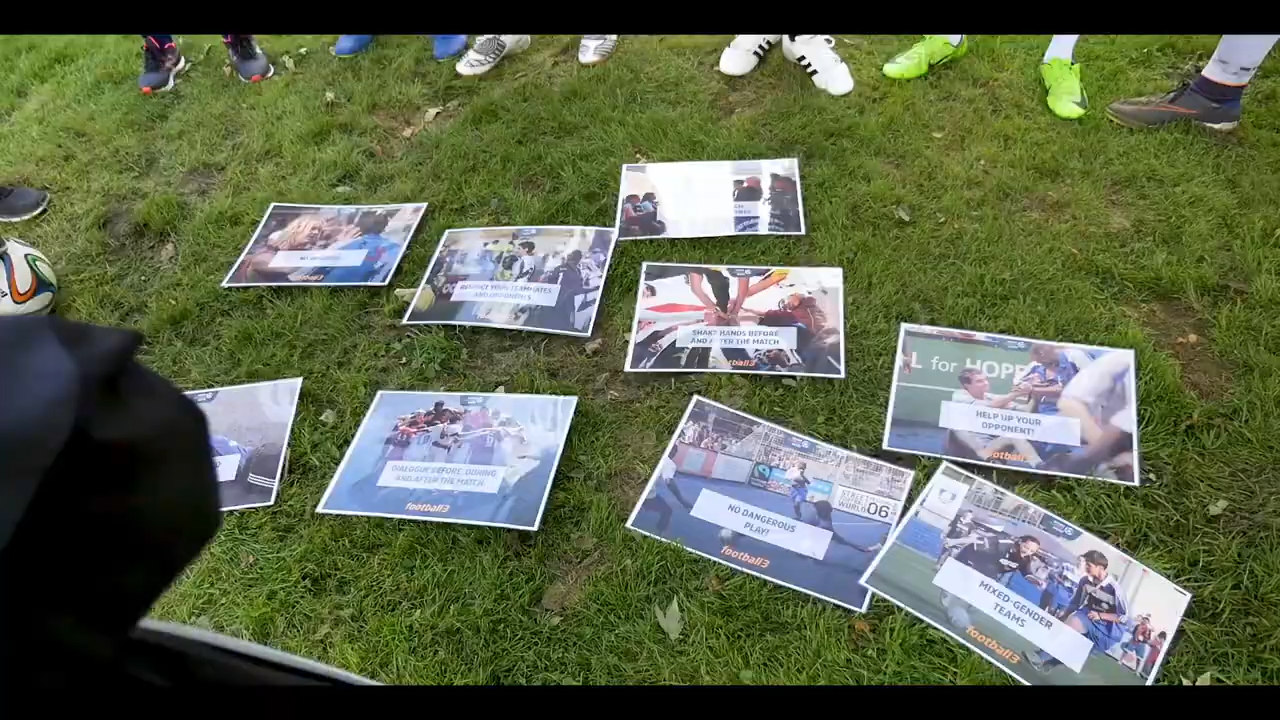 RESPECT YOUR TEAMMATES
AND OPPONENTS
football3
SHAKE HANDS BEFORE
AND AFTER THE MATCH
football3
L for HOPE
HELP UP YOUR
OPPONENT!
football3
DIALOGUE BEFORE, DURING
AND AFTER THE MATCH
football3
STREET
FOOTBALL
WORLD 06
NO DANGEROUS
PLAY!
football3
MIXED-GENDER
TEAMS
football3